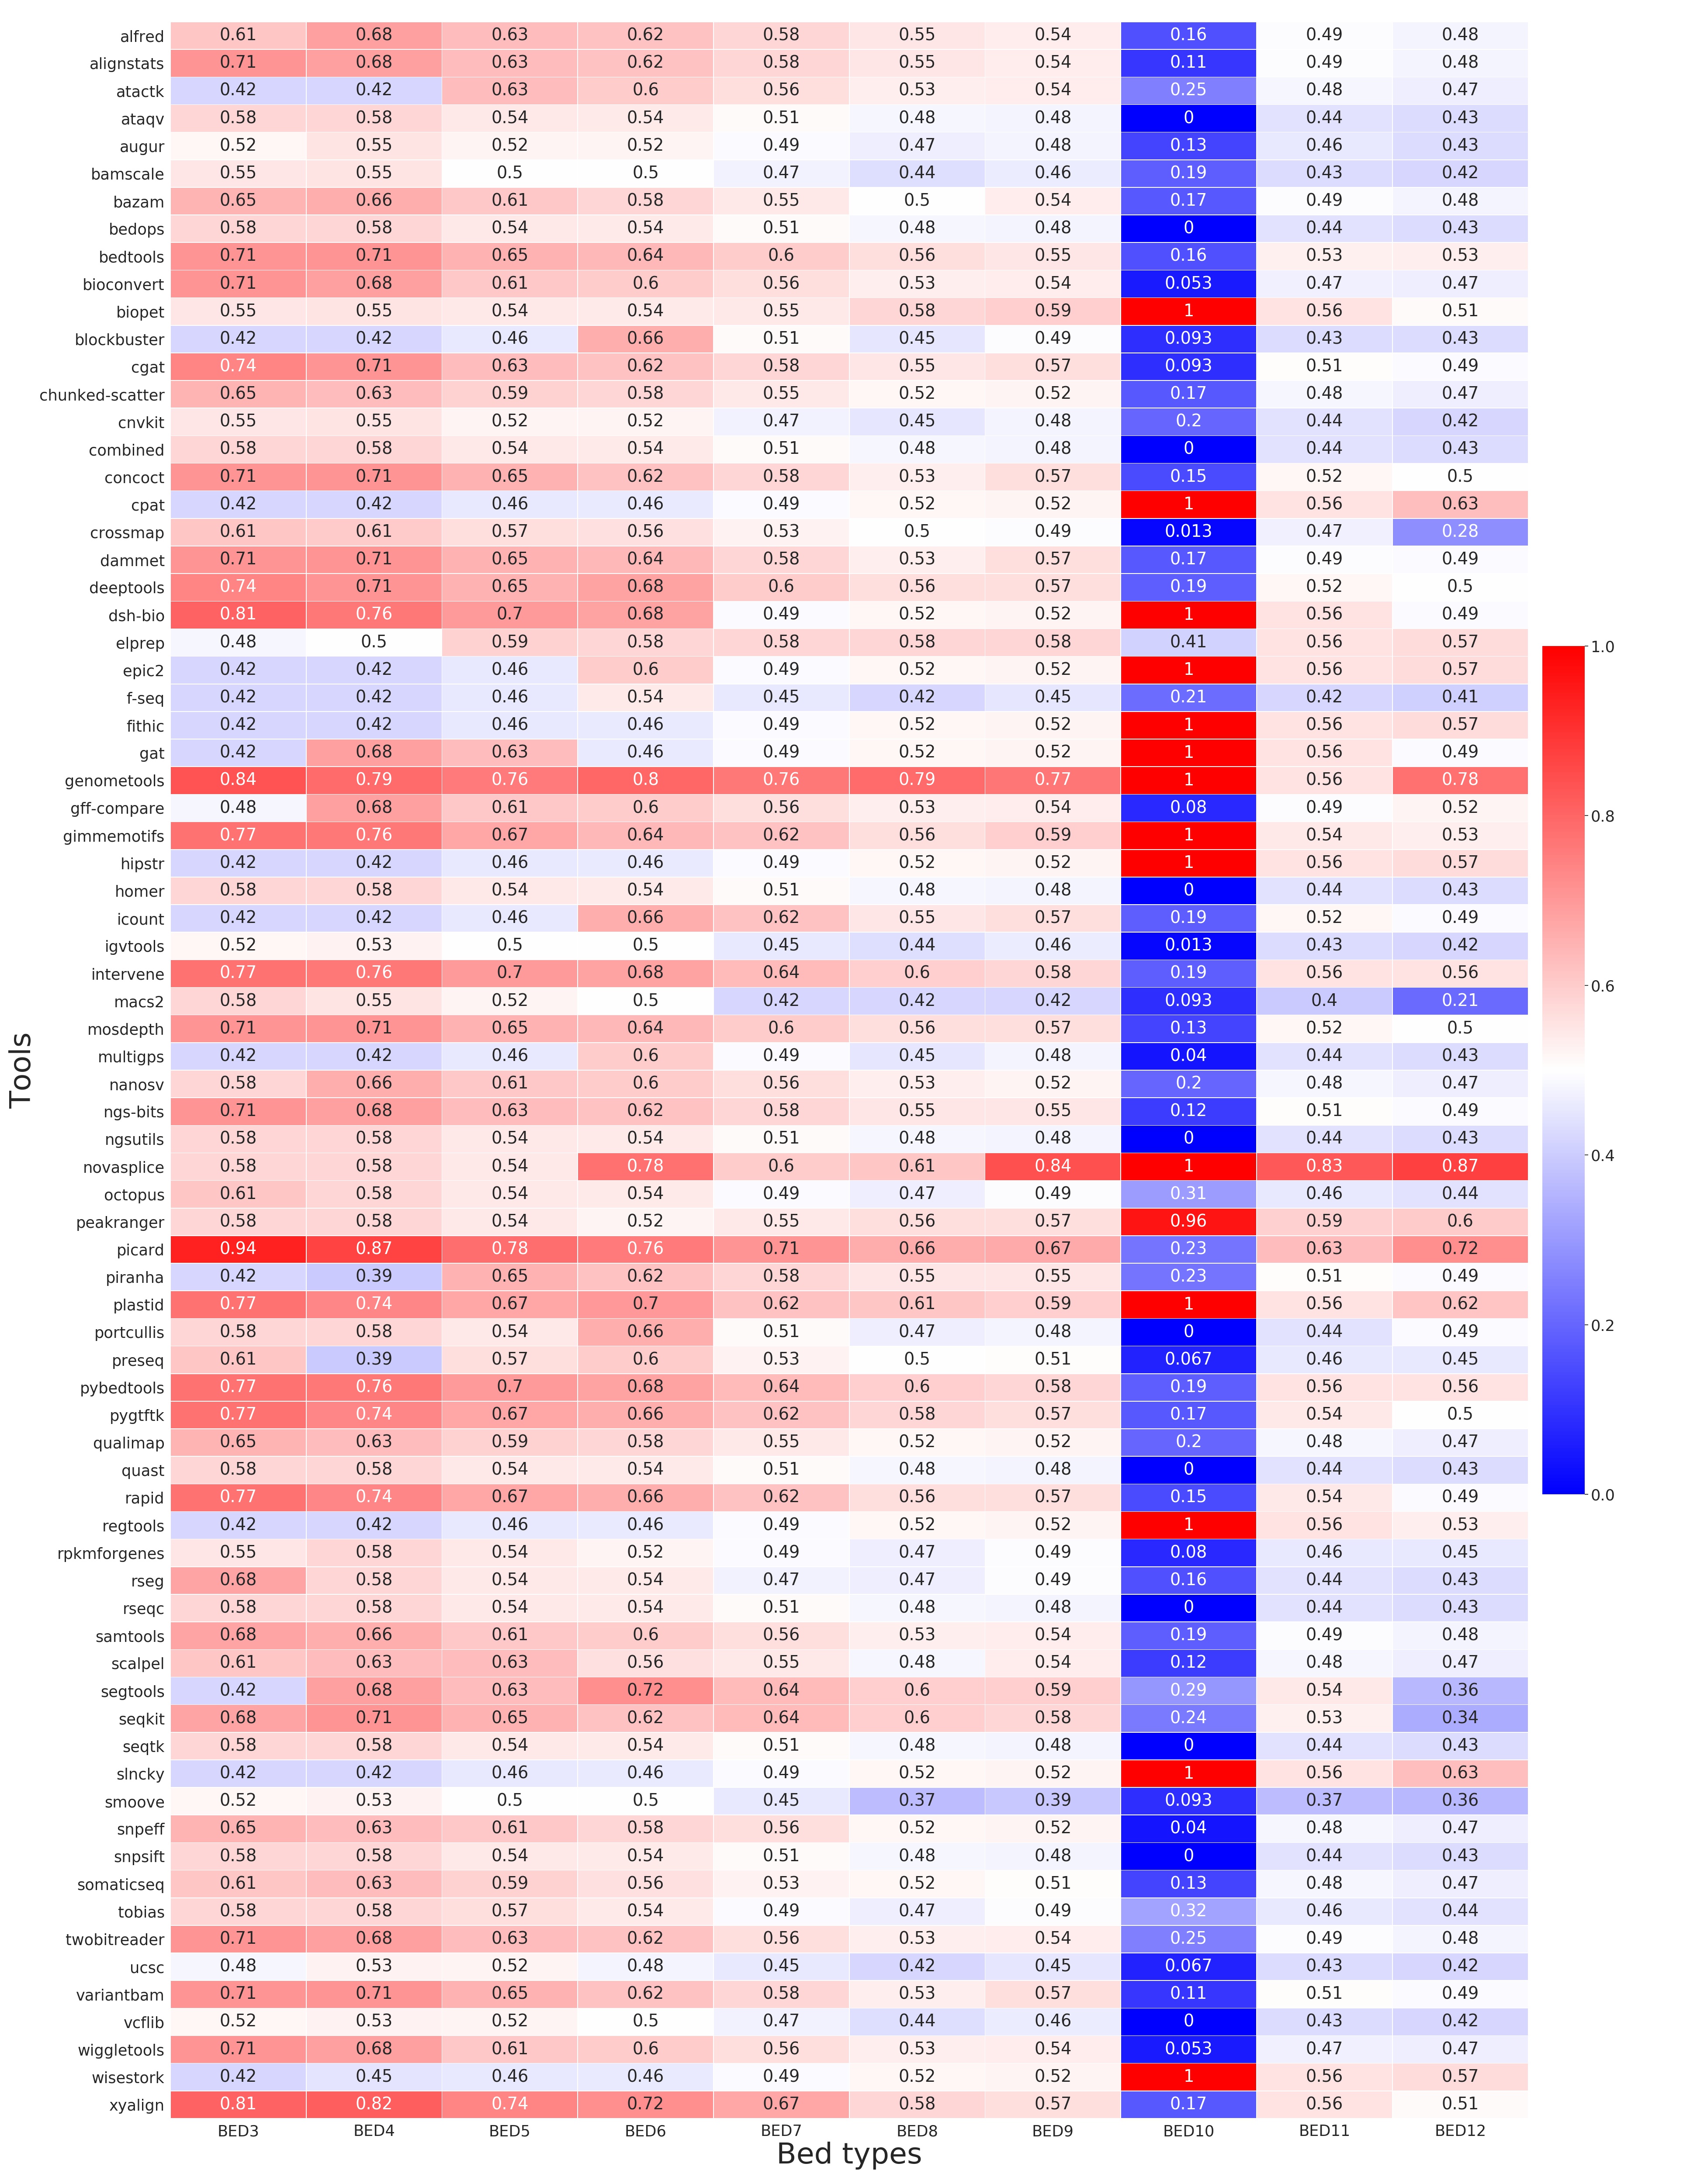 alfred 0.61 0.68 0.63 0.62 0.58 0.55 0.54 0.16 0.49 0.48
alignstats 0.71 0.68 0.63 0.62 0.58 0.55 0.54 0.11 0.49 0.48
atactk 0.42 0.42 0.63 0.6 0.56 0.53 0.54 0.25 0.48 0.47
ataqv 0.58 0.58 0.54 0.54 0.51 0.48 0.48 0 0.44 0.43
augur 0.52 0.55 0.52 0.52 0.49 0.47 0.48 0.13 0.46 0.43
bamscale 0.55 0.55 0.5 0.5 0.47 0.44 0.46 0.19 0.43 0.42
bazam 0.65 0.66 0.61 0.58 0.55 0.5 0.54 0.17 0.49 0.48
bedops 0.58 0.58 0.54 0.54 0.51 0.48 0.48 0 0.44 0.43
bedtools 0.71 0.71 0.65 0.64 0.6 0.56 0.55 0.16 0.53 0.53
bioconvert 0.71 0.68 0.61 0.6 0.56 0.53 0.54 0.053 0.47 0.47
biopet 0.55 0.55 0.54 0.54 0.55 0.58 0.59 1 0.56 0.51
blockbuster 0.42 0.42 0.46 0.66 0.51 0.45 0.49 0.093 0.43 0.43
cgat 0.74 0.71 0.63 0.62 0.58 0.55 0.57 0.093 0.51 0.49
chunked-scatter 0.65 0.63 0.59 0.58 0.55 0.52 0.52 0.17 0.48 0.47
cnvkit 0.55 0.55 0.52 0.52 0.47 0.45 0.48 0.2 0.44 0.42
combined 0.58 0.58 0.54 0.54 0.51 0.48 0.48 0 0.44 0.43
concoct 0.71 0.71 0.65 0.62 0.58 0.53 0.57 0.15 0.52 0.5
cpat 0.42 0.42 0.46 0.46 0.49 0.52 0.52 1 0.56 0.63
crossmap 0.61 0.61 0.57 0.56 0.53 0.5 0.49 0.013 0.47 0.28
dammet 0.71 0.71 0.65 0.64 0.58 0.53 0.57 0.17 0.49 0.49
deeptools 0.74 0.71 0.65 0.68 0.6 0.56 0.57 0.19 0.52 0.5
dsh-bio 0.81 0.76 0.7 0.68 0.49 0.52 0.52 1 0.56 0.49
elprep 0.48 0.5 0.59 0.58 0.58 0.58 0.58 0.41 0.56 0.57
epic2 0.42 0.42 0.46 0.6 0.49 0.52 0.52 1 0.56 0.57
f-seq 0.42 0.42 0.46 0.54 0.45 0.42 0.45 0.21 0.42 0.41
fithic 0.42 0.42 0.46 0.46 0.49 0.52 0.52 1 0.56 0.57
gat 0.42 0.68 0.63 0.46 0.49 0.52 0.52 1 0.56 0.49
genometools 0.84 0.79 0.76 0.8 0.76 0.79 0.77 1 0.56 0.78
gff-compare 0.48 0.68 0.61 0.6 0.56 0.53 0.54 0.08 0.49 0.52
gimmemotifs 0.77 0.76 0.67 0.64 0.62 0.56 0.59 1 0.54 0.53
hipstr 0.42 0.42 0.46 0.46 0.49 0.52 0.52 1 0.56 0.57
homer 0.58 0.58 0.54 0.54 0.51 0.48 0.48 0 0.44 0.43
icount 0.42 0.42 0.46 0.66 0.62 0.55 0.57 0.19 0.52 0.49
igvtools 0.52 0.53 0.5 0.5 0.45 0.44 0.46 0.013 0.43 0.42
intervene 0.77 0.76 0.7 0.68 0.64 0.6 0.58 0.19 0.56 0.56
macs2 0.58 0.55 0.52 0.5 0.42 0.42 0.42 0.093 0.4 0.21
mosdepth 0.71 0.71 0.65 0.64 0.6 0.56 0.57 0.13 0.52 0.5
multigps 0.42 0.42 0.46 0.6 0.49 0.45 0.48 0.04 0.44 0.43
nanosv 0.58 0.66 0.61 0.6 0.56 0.53 0.52 0.2 0.48 0.47
ngs-bits 0.71 0.68 0.63 0.62 0.58 0.55 0.55 0.12 0.51 0.49
ngsutils 0.58 0.58 0.54 0.54 0.51 0.48 0.48 0 0.44 0.43
novasplice 0.58 0.58 0.54 0.78 0.6 0.61 0.84 1 0.83 0.87
octopus 0.61 0.58 0.54 0.54 0.49 0.47 0.49 0.31 0.46 0.44
peakranger 0.58 0.58 0.54 0.52 0.55 0.56 0.57 0.96 0.59 0.6
picard 0.94 0.87 0.78 0.76 0.71 0.66 0.67 0.23 0.63 0.72
piranha 0.42 0.39 0.65 0.62 0.58 0.55 0.55 0.23 0.51 0.49
plastid 0.77 0.74 0.67 0.7 0.62 0.61 0.59 1 0.56 0.62
portcullis 0.58 0.58 0.54 0.66 0.51 0.47 0.48 0 0.44 0.49
preseq 0.61 0.39 0.57 0.6 0.53 0.5 0.51 0.067 0.46 0.45
pybedtools 0.77 0.76 0.7 0.68 0.64 0.6 0.58 0.19 0.56 0.56
pygtftk 0.77 0.74 0.67 0.66 0.62 0.58 0.57 0.17 0.54 0.5
qualimap 0.65 0.63 0.59 0.58 0.55 0.52 0.52 0.2 0.48 0.47
quast 0.58 0.58 0.54 0.54 0.51 0.48 0.48 0 0.44 0.43
rapid 0.77 0.74 0.67 0.66 0.62 0.56 0.57 0.15 0.54 0.49
regtools 0.42 0.42 0.46 0.46 0.49 0.52 0.52 1 0.56 0.53
rpkmforgenes 0.55 0.58 0.54 0.52 0.49 0.47 0.49 0.08 0.46 0.45
rseg 0.68 0.58 0.54 0.54 0.47 0.47 0.49 0.16 0.44 0.43
rseqc 0.58 0.58 0.54 0.54 0.51 0.48 0.48 0 0.44 0.43
samtools 0.68 0.66 0.61 0.6 0.56 0.53 0.54 0.19 0.49 0.48
scalpel 0.61 0.63 0.63 0.56 0.55 0.48 0.54 0.12 0.48 0.47
segtools 0.42 0.68 0.63 0.72 0.64 0.6 0.59 0.29 0.54 0.36
seqkit 0.68 0.71 0.65 0.62 0.64 0.6 0.58 0.24 0.53 0.34
seqtk 0.58 0.58 0.54 0.54 0.51 0.48 0.48 0 0.44 0.43
slncky 0.42 0.42 0.46 0.46 0.49 0.52 0.52 1 0.56 0.63
smoove 0.52 0.53 0.5 0.5 0.45 0.37 0.39 0.093 0.37 0.36
snpeff 0.65 0.63 0.61 0.58 0.56 0.52 0.52 0.04 0.48 0.47
snpsift 0.58 0.58 0.54 0.54 0.51 0.48 0.48 0 0.44 0.43
somaticseq 0.61 0.63 0.59 0.56 0.53 0.52 0.51 0.13 0.48 0.47
tobias 0.58 0.58 0.57 0.54 0.49 0.47 0.49 0.32 0.46 0.44
twobitreader 0.71 0.68 0.63 0.62 0.56 0.53 0.54 0.25 0.49 0.48
ucsc 0.48 0.53 0.52 0.48 0.45 0.42 0.45 0.067 0.43 0.42
variantbam 0.71 0.71 0.65 0.62 0.58 0.53 0.57 0.11 0.51 0.49
vcflib 0.52 0.53 0.52 0.5 0.47 0.44 0.46 0 0.43 0.42
wiggletools 0.71 0.68 0.61 0.6 0.56 0.53 0.54 0.053 0.47 0.47
wisestork 0.42 0.45 0.46 0.46 0.49 0.52 0.52 1 0.56 0.57
xyalign 0.81 0.82 0.74 0.72 0.67 0.58 0.57 0.17 0.56 0.51
BED3 BED4 BED5 BED6 BED7 BED8 BED9 BED10 BED11 BED12
Bed types
Tools
1.0
0.8
0.6
0.4
0.2
0.0